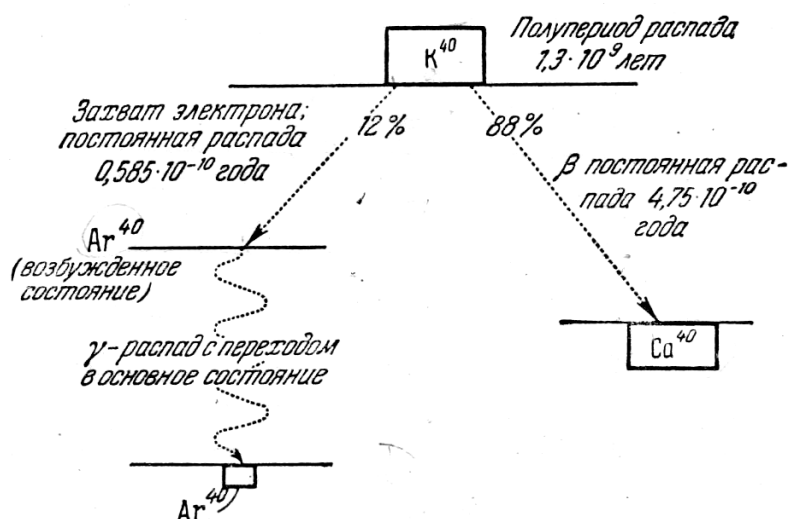 K⁴⁰
Полупериод распада
1,3·10⁹ лет
Захват электрона;
постоянная распада
0,585·10⁻¹⁰ года
12%
88%
β постоянная рас-
пада 4,75·10⁻¹⁰
года
Ar⁴⁰
(возбужденное
состояние)
γ-распад с переходом
в основное состояние
Ca⁴⁰
Ar⁴⁰